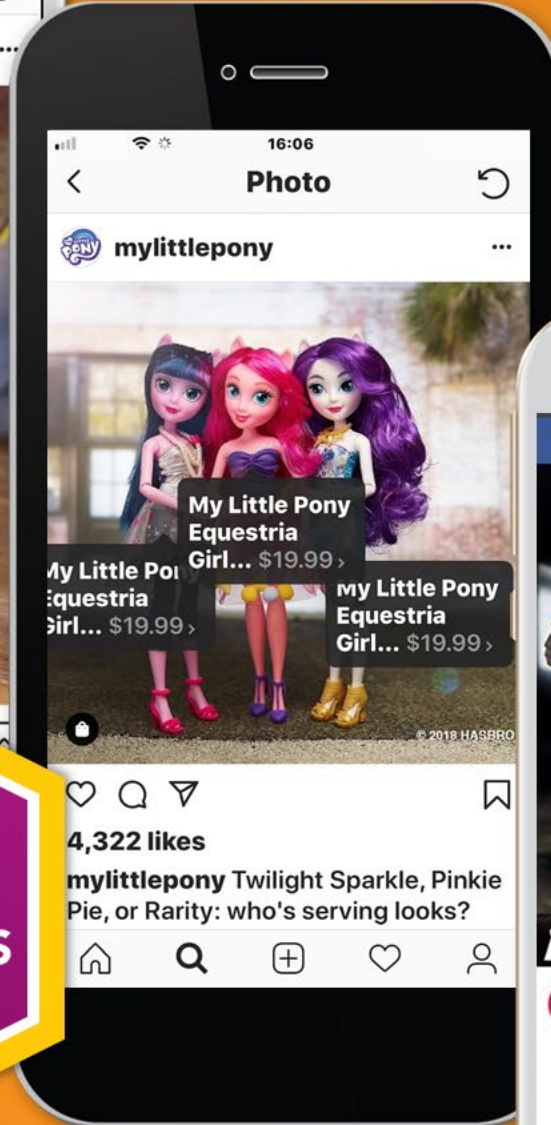 16:06
Photo
MY LITTLE PONY
mylittlepony
My Little Pony
Equestria
Girl... $19.99
Equestria
Girl... $19.99
My Little Pony
Equestria
Girl... $19.99
© 2018 HASBRO
4,322 likes
mylittlepony Twilight Sparkle, Pinkie
Pie, or Rarity: who's serving looks?
S